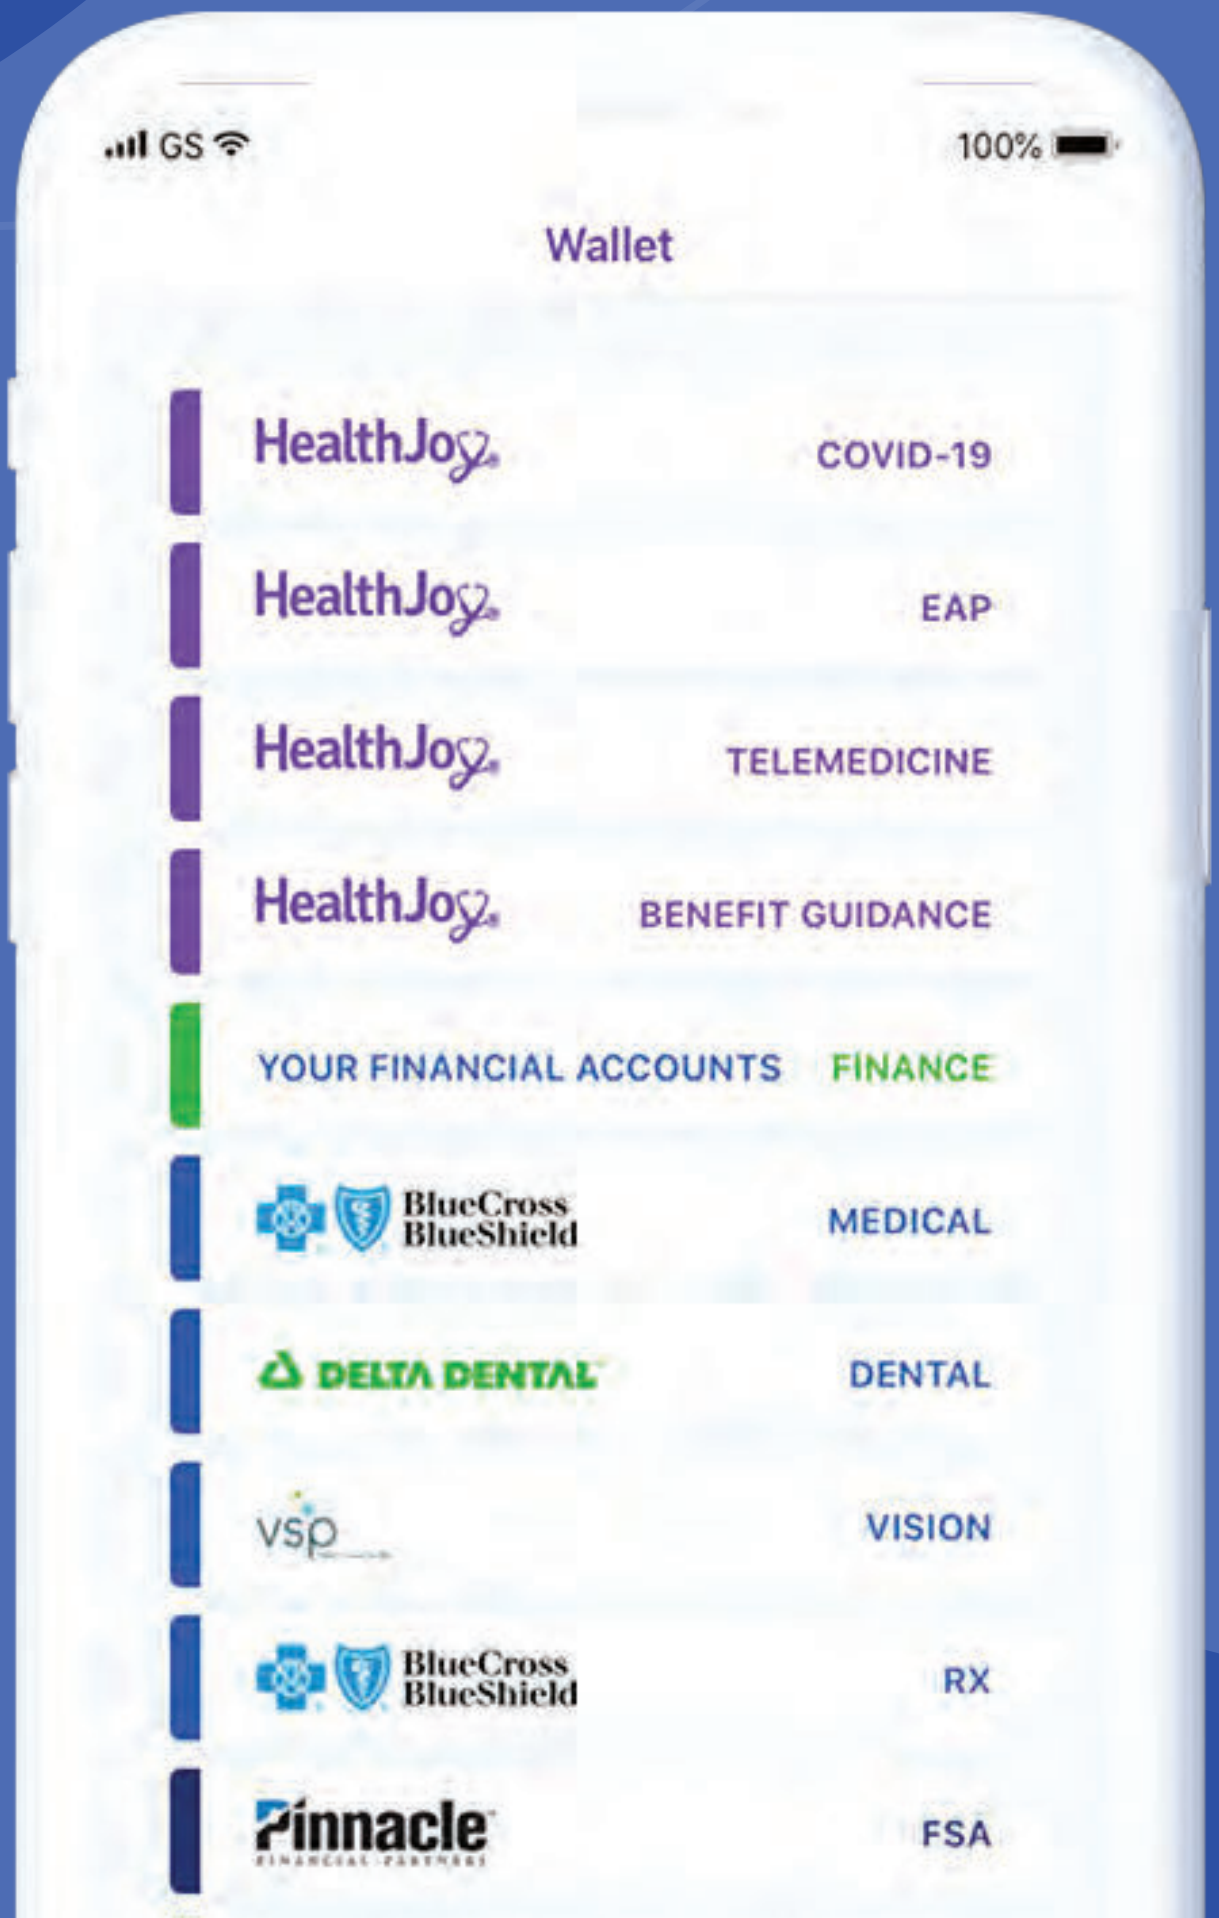 GS 100%
Wallet
HealthJoy® COVID-19
HealthJoy® EAP
HealthJoy® TELEMEDICINE
HealthJoy® BENEFIT GUIDANCE
YOUR FINANCIAL ACCOUNTS FINANCE
BlueCross
BlueShield MEDICAL
DELTA DENTAL DENTAL
vsp VISION
BlueCross
BlueShield RX
Pinnacle FSA
FINANCIAL PARTNERS